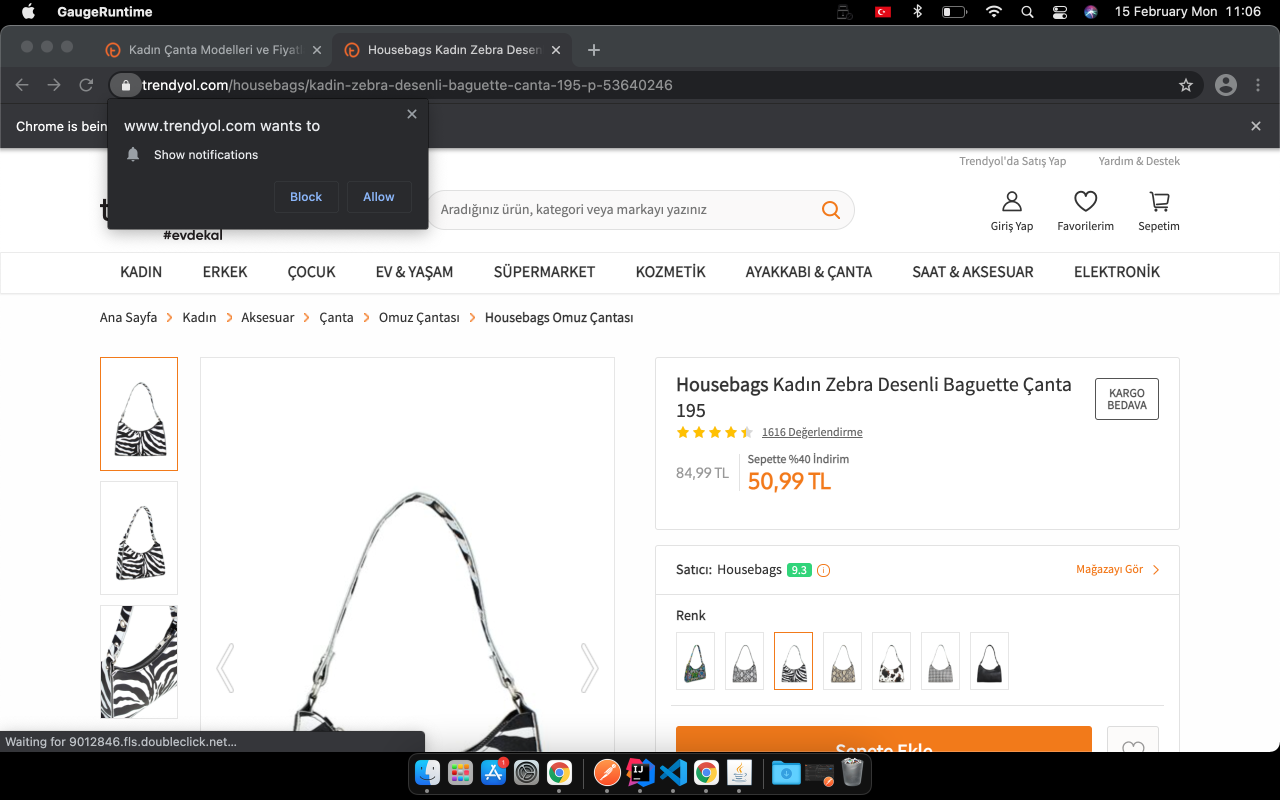 GaugeRuntime
15 February Mon 11:06
Kadın Çanta Modelleri ve Fiyatl
Housebags Kadın Zebra Desen
trendyol.com/housebags/kadin-zebra-desenli-baguette-canta-195-p-53640246
Chrome is bein
www.trendyol.com wants to
Show notifications
Block
Allow
Trendyol'da Satış Yap
Yardım & Destek
Aradığınız ürün, kategori veya markayı yazınız
#evdekal
Giriş Yap
Favorilerim
Sepetim
KADIN ERKEK ÇOCUK EV & YAŞAM SÜPERMARKET KOZMETİK AYAKKABI & ÇANTA SAAT & AKSESUAR ELEKTRONİK
Ana Sayfa Kadın Aksesuar Çanta Omuz Çantası Housebags Omuz Çantası
Housebags Kadın Zebra Desenli Baguette Çanta
195
KARGO
BEDAVA
1616 Değerlendirme
84,99 TL
Sepette %40 İndirim
50,99 TL
Satıcı: Housebags 9.3
Mağazayı Gör
Renk
Sepete Ekle
Waiting for 9012846.fls.doubleclick.net...
1
IJ